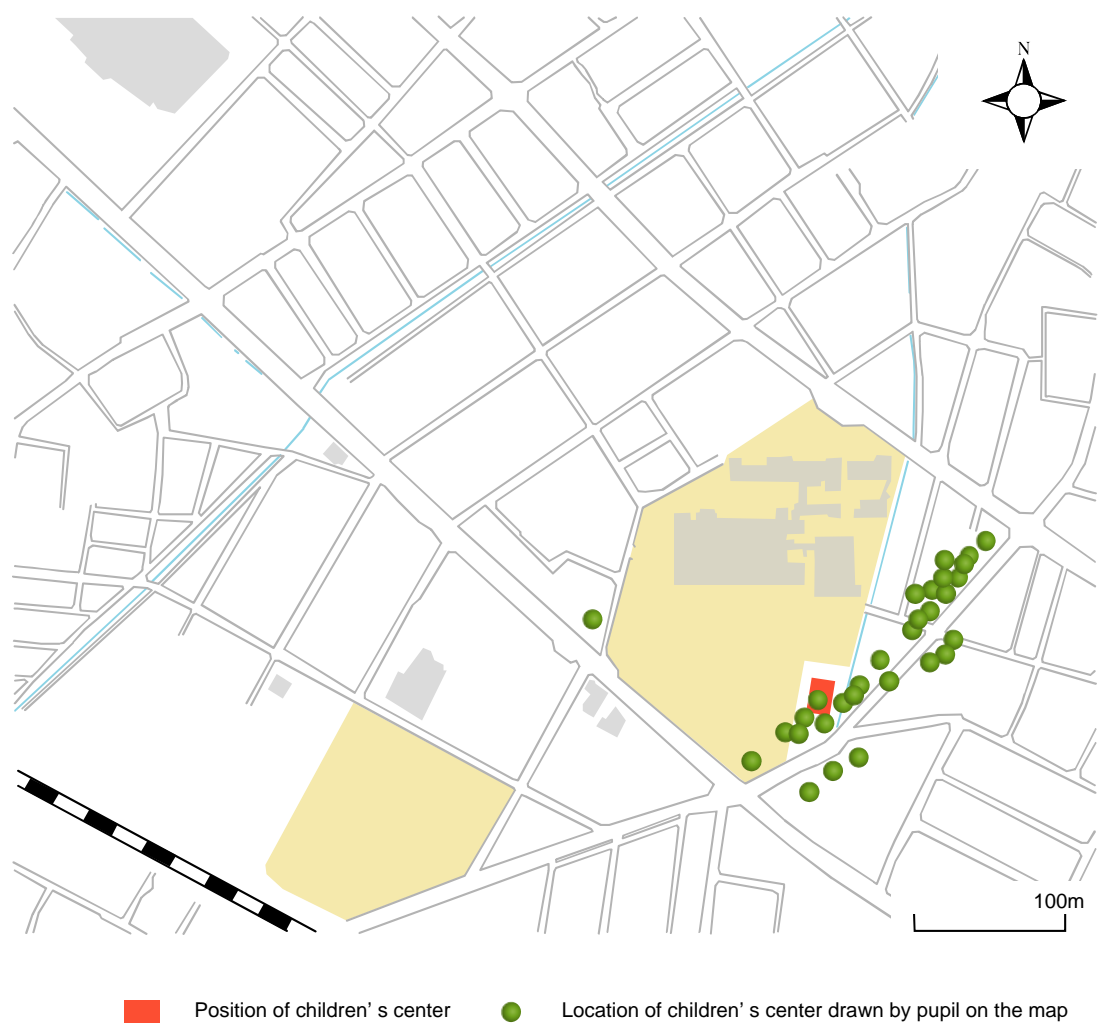 N
100m
Position of children’ s center
Location of children’ s center drawn by pupil on the map